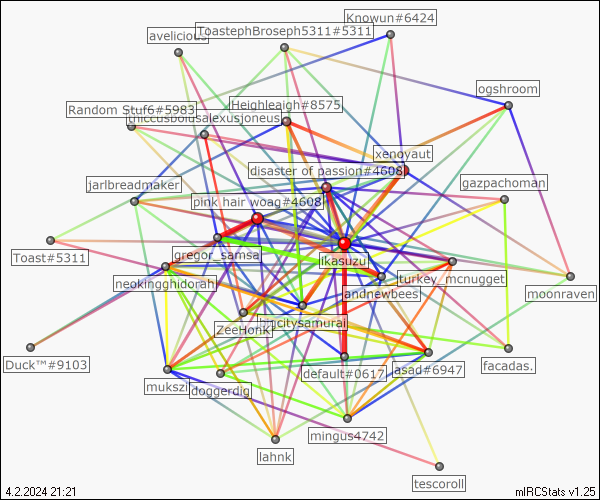 Knowun#6424
ToastephBroseph5311#5311
avelicious
ogshroom
Heighleaigh#8575
Random Stuf6#5983
thiccusbolusalexusjoneus
xenoyaut
disaster of passion#4608
jarlbreadmaker
gazpachoman
pink hair woag#4608
Toast#5311
gregor_samsa
ikasuzu
neokingghidorah
turkey_mcnugget
andnewbees
moonraven
ZeeHonk
Duck™#9103
default#0617
asad#6947
facadas.
mukszi
doggerdig
mingus4742
lahnk
tescoroll
4.2.2024 21:21
mIRCStats v1.25